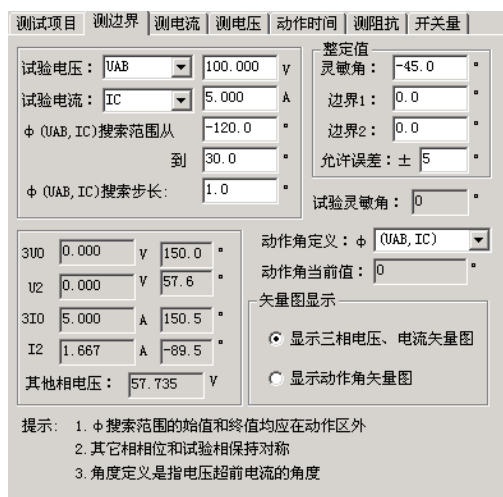 测试项目 测边界 测电流 测电压 动作时间 测阻抗 开关量
试验电压： UAB 100.000 V
试验电流： IC 5.000 A
φ(UAB,IC)搜索范围从 -120.0 °
到 30.0 °
φ(UAB,IC)搜索步长: 1.0 °
整定值
灵敏角： -45.0 °
边界1： 0.0 °
边界2： 0.0 °
允许误差：± 5 °
试验灵敏角： 0 °
3U0 0.000 V 150.0 °
U2 0.000 V 57.6 °
3I0 5.000 A 150.5 °
I2 1.667 A -89.5 °
其他相电压： 57.735 V
动作角定义：φ (UAB,IC)
动作角当前值： 0 °
矢量图显示
显示三相电压、电流矢量图
显示动作角矢量图
提示: 1.φ搜索范围的始值和终值均应在动作区外
2.其它相相位和试验相保持对称
3.角度定义是指电压超前电流的角度